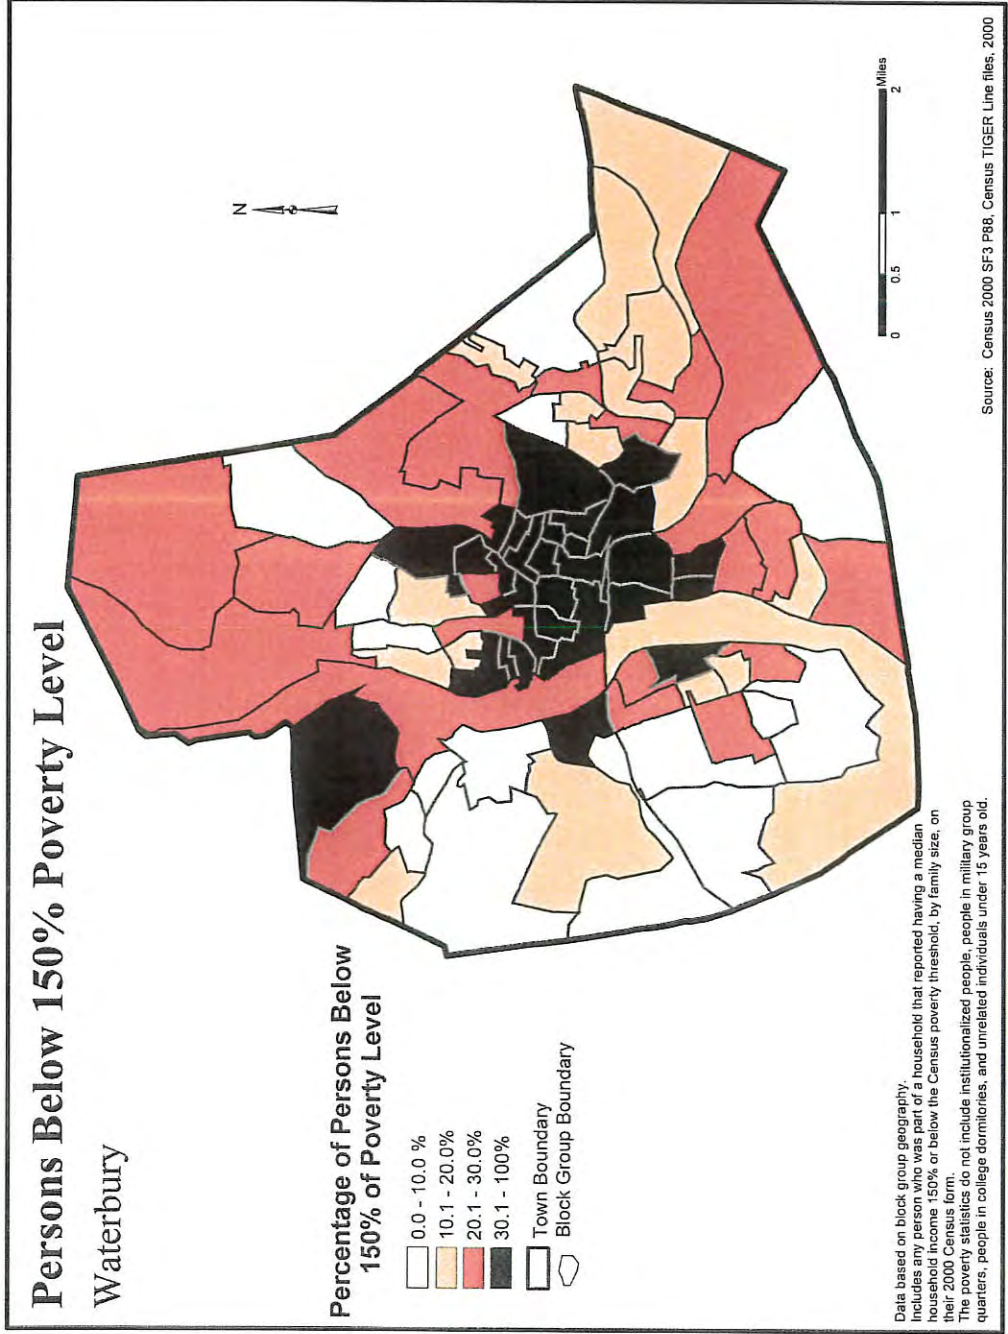 Persons Below 150% Poverty Level
Waterbury
N
Percentage of Persons Below
150% of Poverty Level
0.0 - 10.0 %
10.1 - 20.0%
20.1 - 30.0%
30.1 - 100%
Town Boundary
Block Group Boundary
0 0.5 1 2
Miles
Data based on block group geography.
Includes any person who was part of a household that reported having a median
household income 150% or below the Census poverty threshold, by family size, on
their 2000 Census form.
The poverty statistics do not include institutionalized people, people in military group
quarters, people in college dormitories, and unrelated individuals under 15 years old.
Source: Census 2000 SF3 P88, Census TIGER Line files, 2000